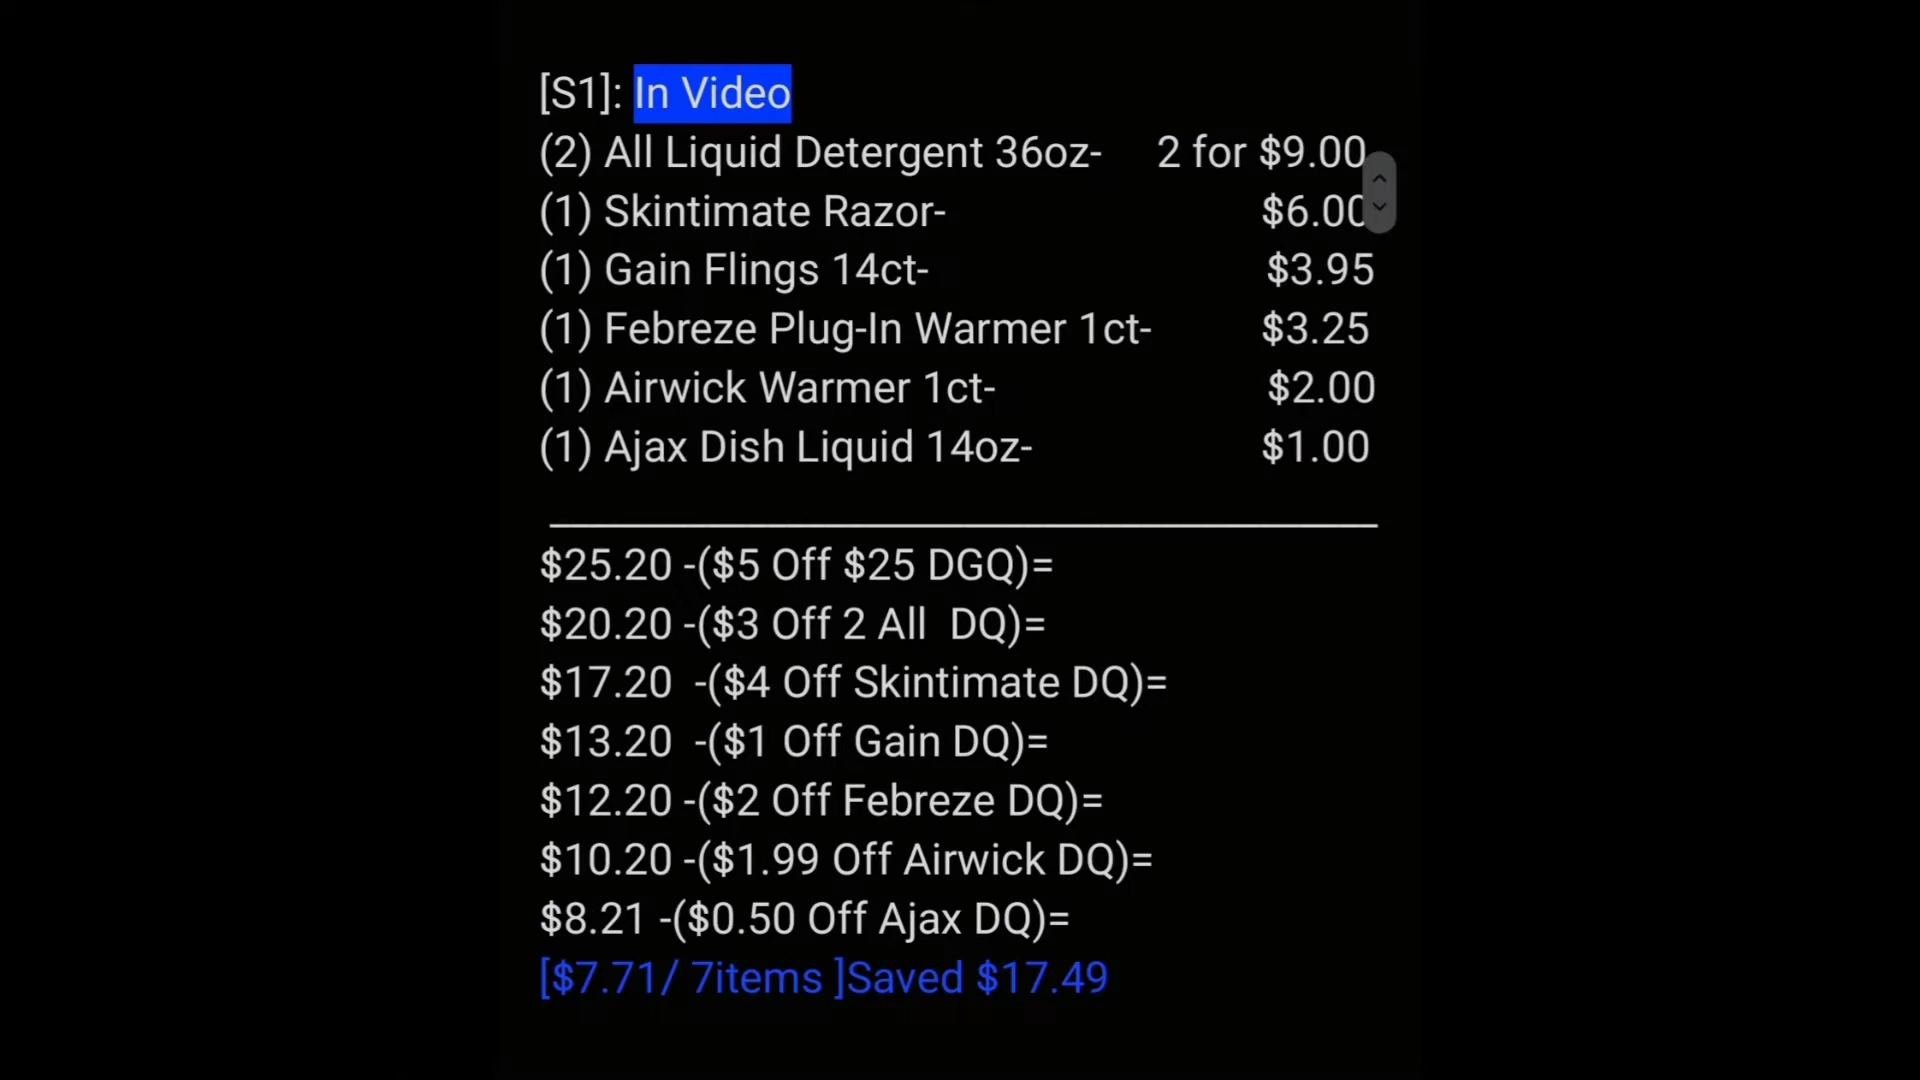 [S1]: In Video
(2) All Liquid Detergent 36oz- 2 for $9.00
(1) Skintimate Razor- $6.00
(1) Gain Flings 14ct- $3.95
(1) Febreze Plug-In Warmer 1ct- $3.25
(1) Airwick Warmer 1ct- $2.00
(1) Ajax Dish Liquid 14oz- $1.00
$25.20 -($5 Off $25 DGQ)=
$20.20 -($3 Off 2 All  DQ)=
$17.20  -($4 Off Skintimate DQ)=
$13.20  -($1 Off Gain DQ)=
$12.20 -($2 Off Febreze DQ)=
$10.20 -($1.99 Off Airwick DQ)=
$8.21 -($0.50 Off Ajax DQ)=
[$7.71/ 7items ]Saved $17.49